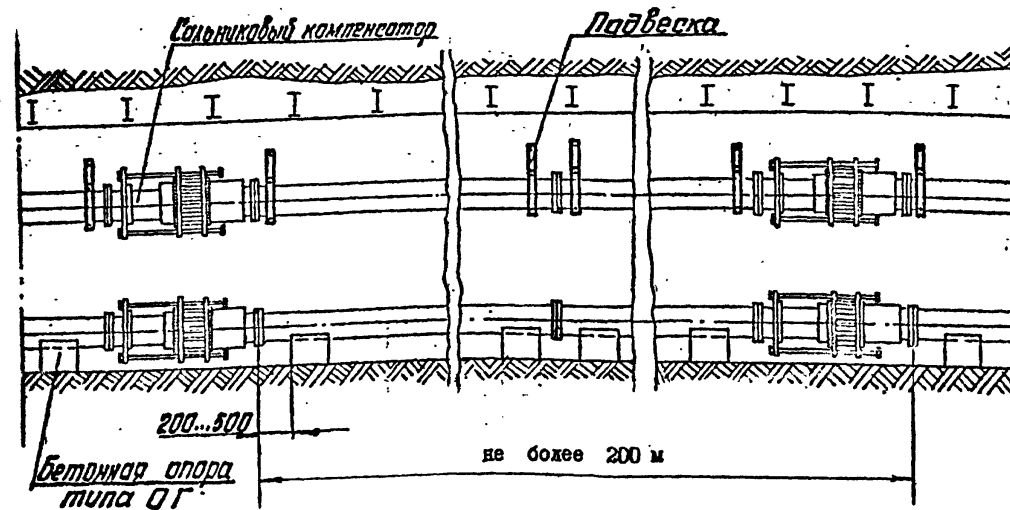 Сальниковый компенсатор
Подвеска
200...500
не более 200 м
Бетонная опора
типа ОГ